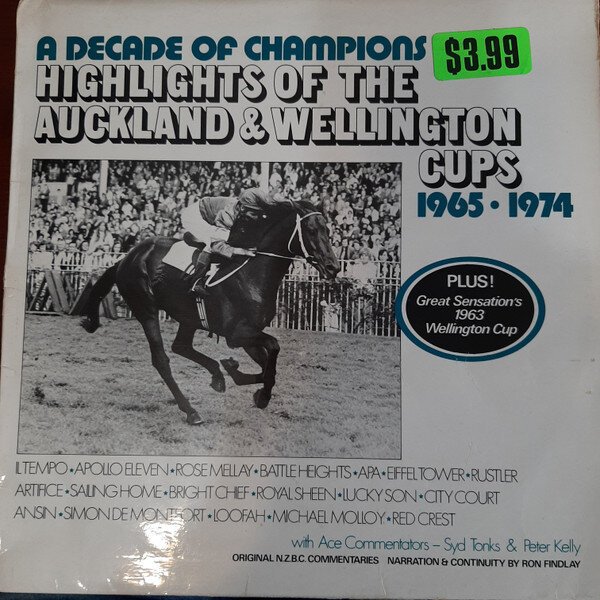 A DECADE OF CHAMPIONS
$3.99
HIGHLIGHTS OF THE
AUCKLAND & WELLINGTON
CUPS
1965 • 1974
PLUS!
Great Sensation's
1963
Wellington Cup
IL TEMPO★APOLLO ELEVEN★ROSE MELLAY★BATTLE HEIGHTS★APA★EIFFEL TOWER★RUSTLER
ARTIFICE★SAILING HOME★BRIGHT CHIEF★ROYAL SHEEN★LUCKY SON★CITY COURT
ANSIN★SIMON DE MONTFORT★LOOFAH★MICHAEL MOLLOY★RED CREST
with Ace Commentators – Syd Tonks & Peter Kelly
ORIGINAL N.Z.B.C. COMMENTARIES NARRATION & CONTINUITY BY RON FINDLAY